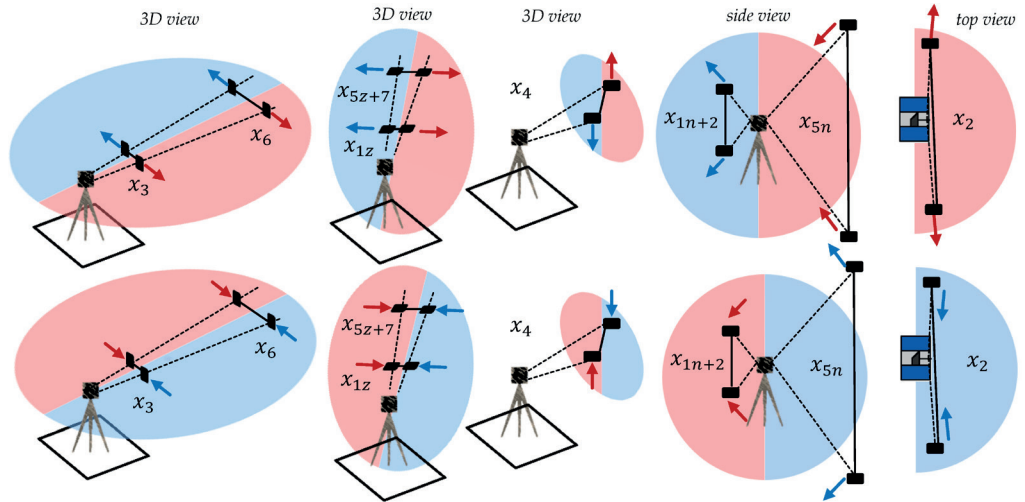 3D view
3D view
3D view
side view
top view
x₆
x₃
x₅z₊₇
x₁z
x₄
x₁ₙ₊₂
x₅ₙ
x₂
x₆
x₃
x₅z₊₇
x₁z
x₄
x₁ₙ₊₂
x₅ₙ
x₂